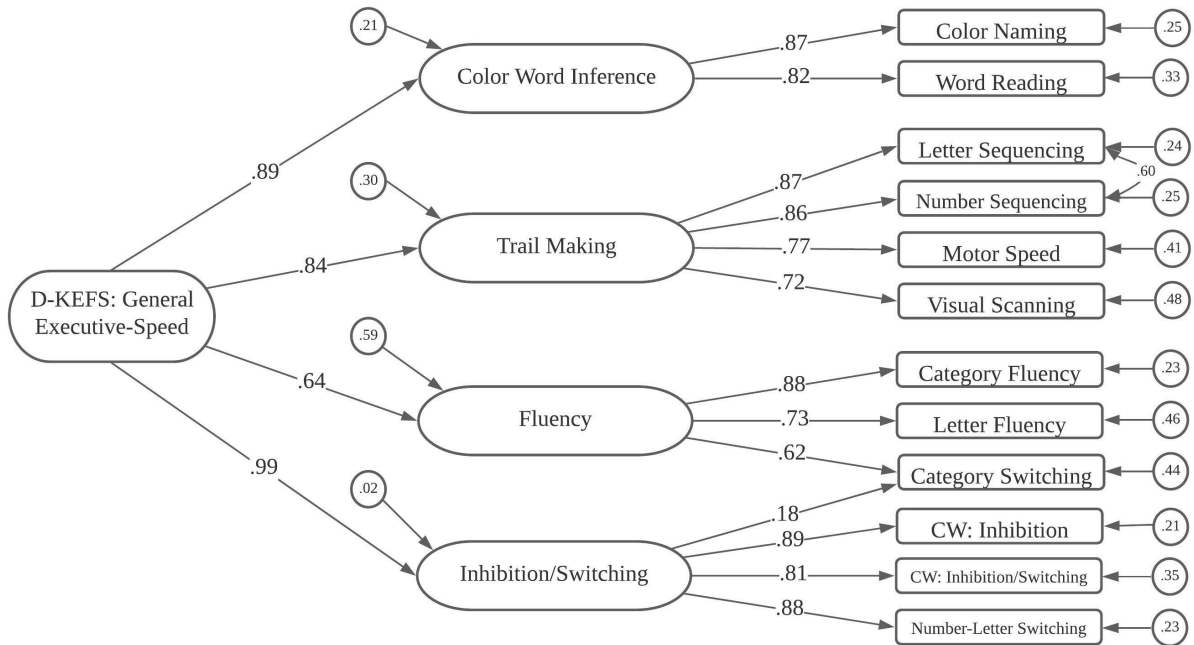 .21
Color Word Inference
.87
Color Naming
.25
.82
Word Reading
.33
.89
.30
Trail Making
.87
Letter Sequencing
.24
.60
.86
Number Sequencing
.25
.77
Motor Speed
.41
.72
Visual Scanning
.48
.84
D-KEFS: General
Executive-Speed
.59
Fluency
.64
.88
Category Fluency
.23
.73
Letter Fluency
.46
.62
Category Switching
.44
.99
.02
Inhibition/Switching
.18
.89
CW: Inhibition
.21
.81
CW: Inhibition/Switching
.35
.88
Number-Letter Switching
.23